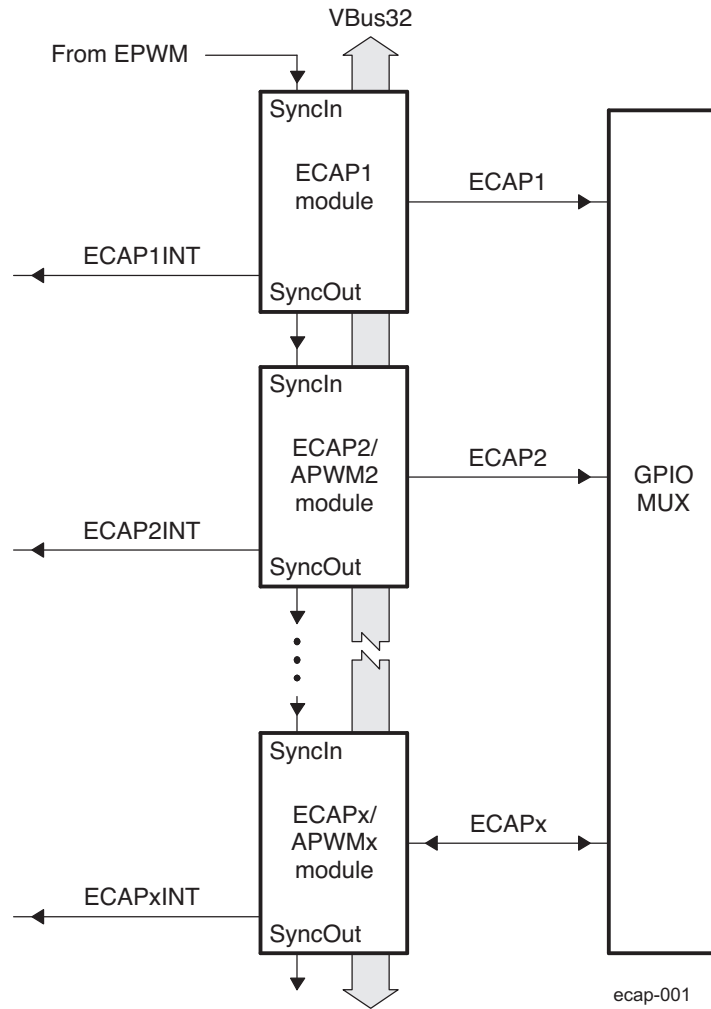 VBus32
From EPWM
SyncIn
ECAP1
module
ECAP1
ECAP1INT
SyncOut
SyncIn
ECAP2/
APWM2
module
ECAP2
GPIO
MUX
ECAP2INT
SyncOut
SyncIn
ECAPx/
APWMx
module
ECAPx
ECAPxINT
SyncOut
ecap-001